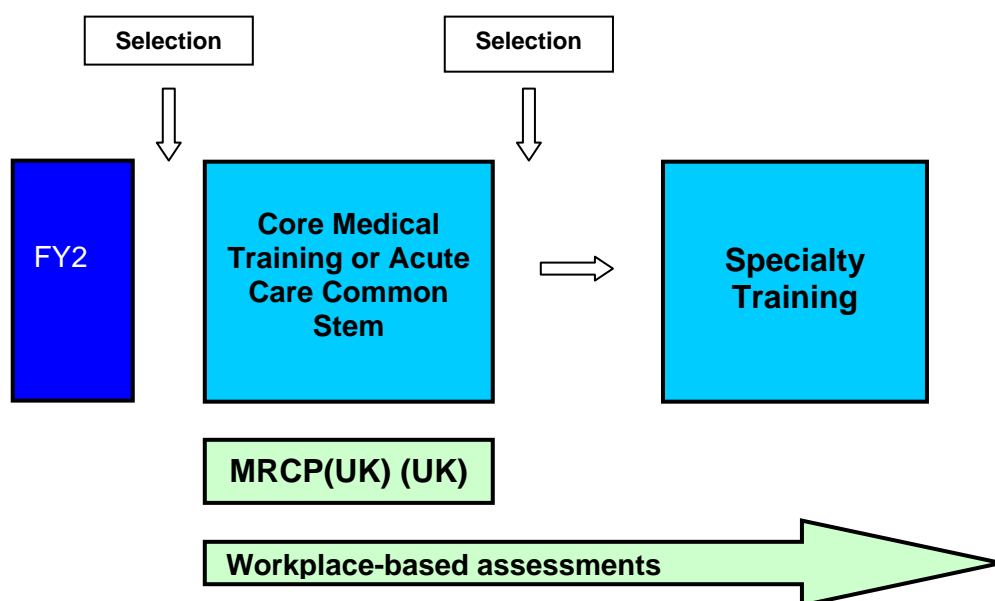 Selection
Selection
FY2
Core Medical
Training or Acute
Care Common
Stem
Specialty
Training
MRCP(UK) (UK)
Workplace-based assessments